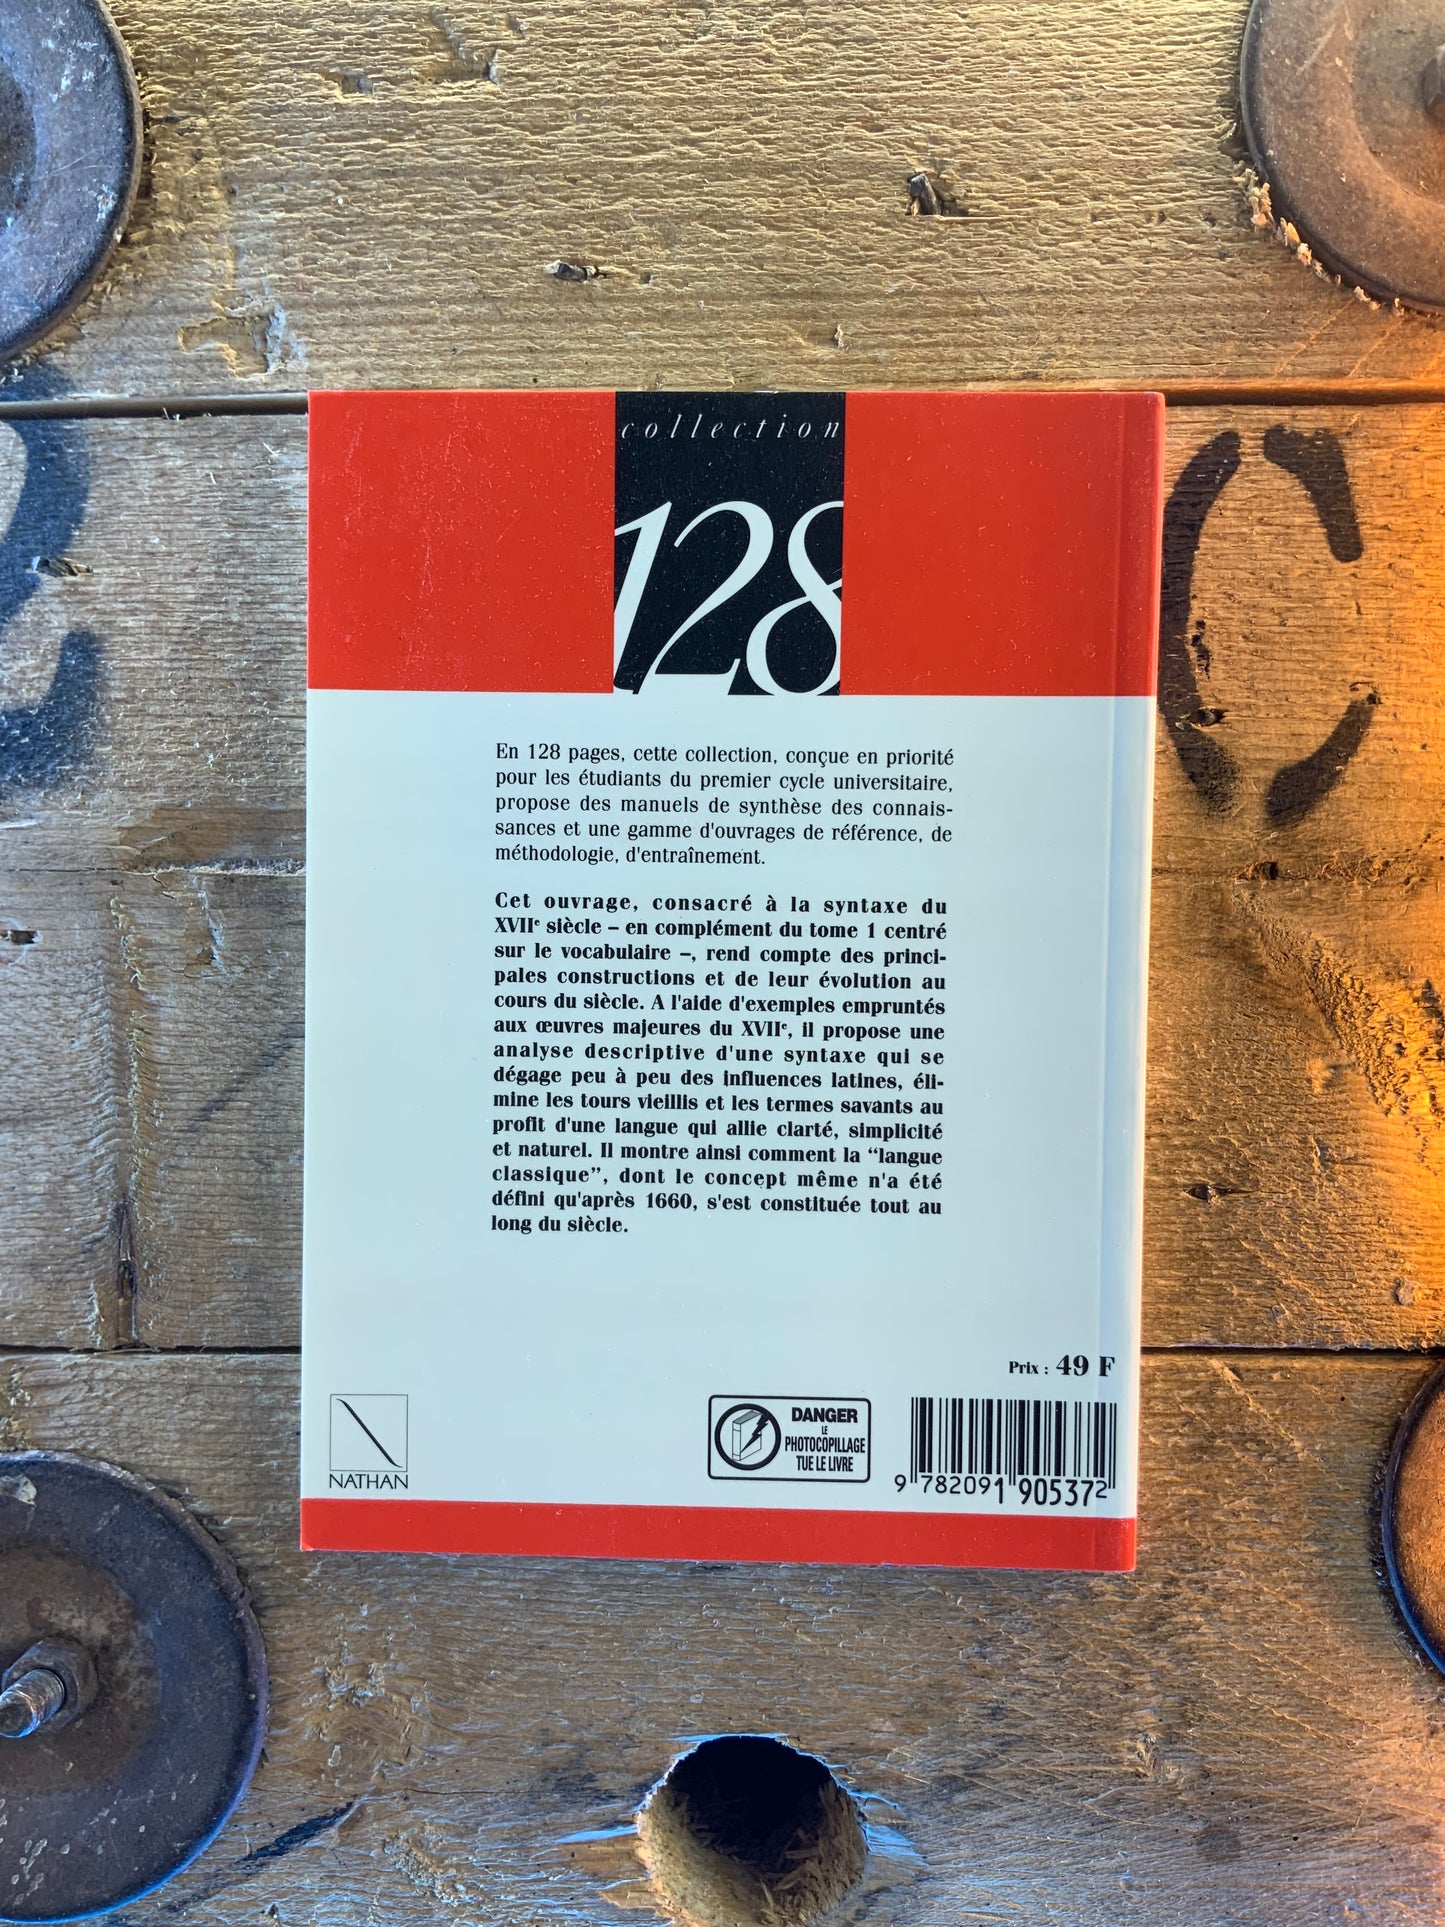 collection
128
En 128 pages, cette collection, conçue en priorité
pour les étudiants du premier cycle universitaire,
propose des manuels de synthèse des connais-
sances et une gamme d'ouvrages de référence, de
méthodologie, d'entraînement.
Cet ouvrage, consacré à la syntaxe du
XVIIe siècle – en complément du tome 1 centré
sur le vocabulaire –, rend compte des princi-
pales constructions et de leur évolution au
cours du siècle. A l'aide d'exemples empruntés
aux œuvres majeures du XVIIe, il propose une
analyse descriptive d'une syntaxe qui se
dégage peu à peu des influences latines, éli-
mine les tours vieillis et les termes savants au
profit d'une langue qui allie clarté, simplicité
et naturel. Il montre ainsi comment la “langue
classique”, dont le concept même n'a été
défini qu'après 1660, s'est constituée tout au
long du siècle.
Prix : 49 F
NATHAN
DANGER
LE
PHOTOCOPILLAGE
TUE LE LIVRE
9 782091 905372